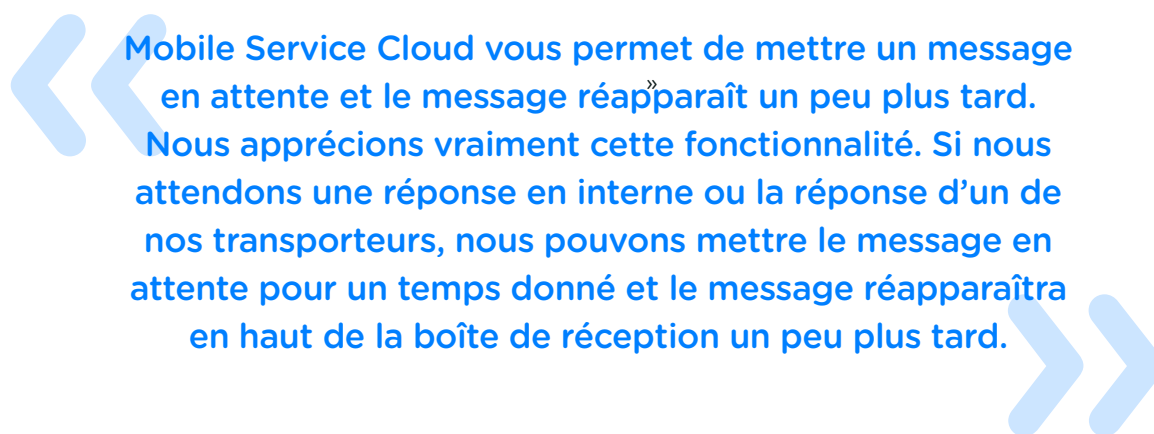 Mobile Service Cloud vous permet de mettre un message
en attente et le message réapparaît un peu plus tard.
»
Nous apprécions vraiment cette fonctionnalité. Si nous
attendons une réponse en interne ou la réponse d’un de
nos transporteurs, nous pouvons mettre le message en
attente pour un temps donné et le message réapparaîtra
en haut de la boîte de réception un peu plus tard.